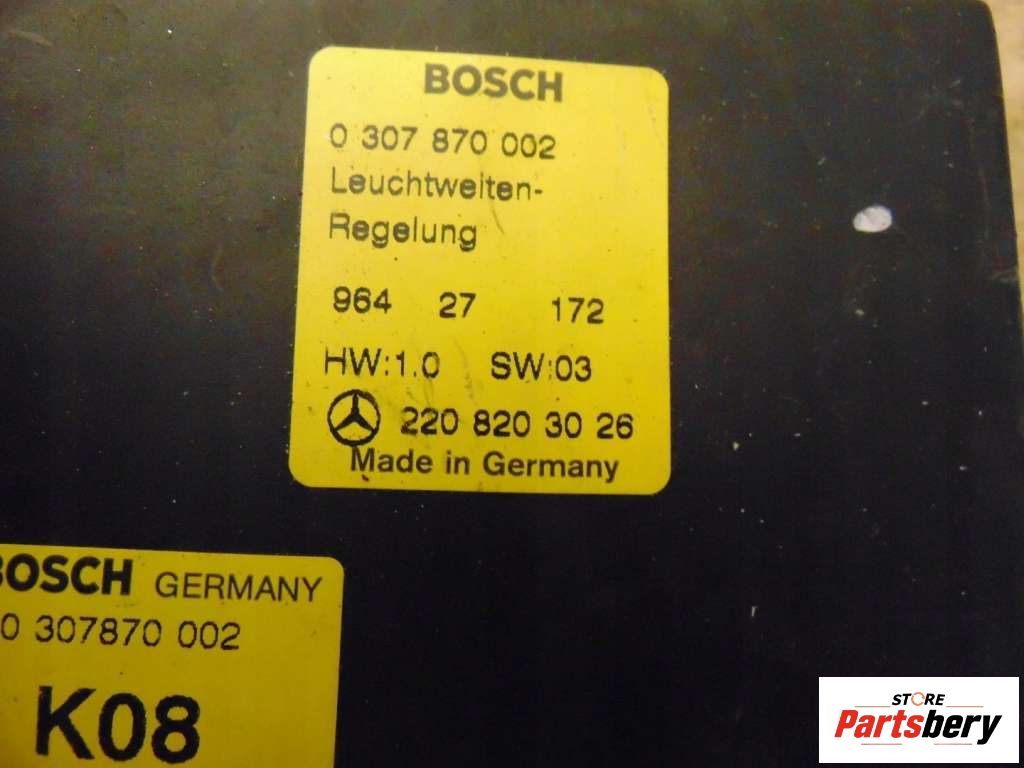 BOSCH
0 307 870 002
Leuchtweiten-
Regelung
964 27 172
HW:1.0 SW:03
220 820 30 26
Made in Germany
BOSCH GERMANY
0 307870 002
K08
STORE
Partsbery